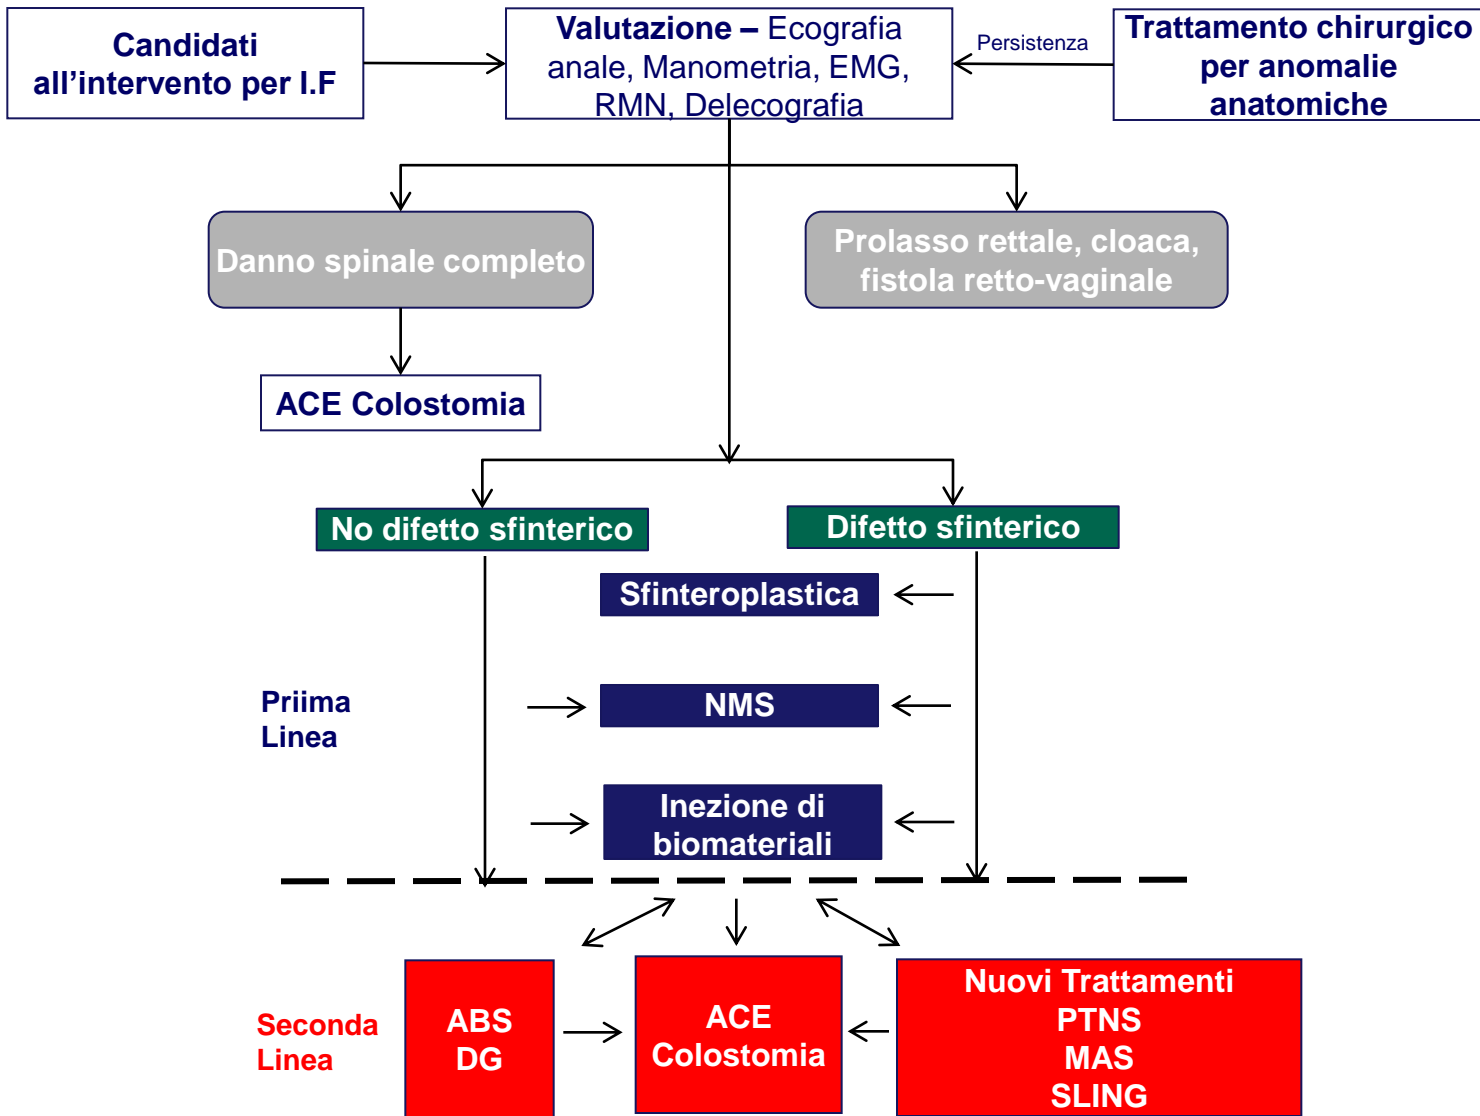 Candidati
all'intervento per I.F
Valutazione – Ecografia
anale, Manometria, EMG,
RMN, Delecografia
Persistenza
Trattamento chirurgico
per anomalie
anatomiche
Danno spinale completo
Prolasso rettale, cloaca,
fistola retto-vaginale
ACE Colostomia
No difetto sfinterico
Difetto sfinterico
Sfinteroplastica
Priima
Linea
NMS
Inezione di
biomateriali
Seconda
Linea
ABS
DG
ACE
Colostomia
Nuovi Trattamenti
PTNS
MAS
SLING